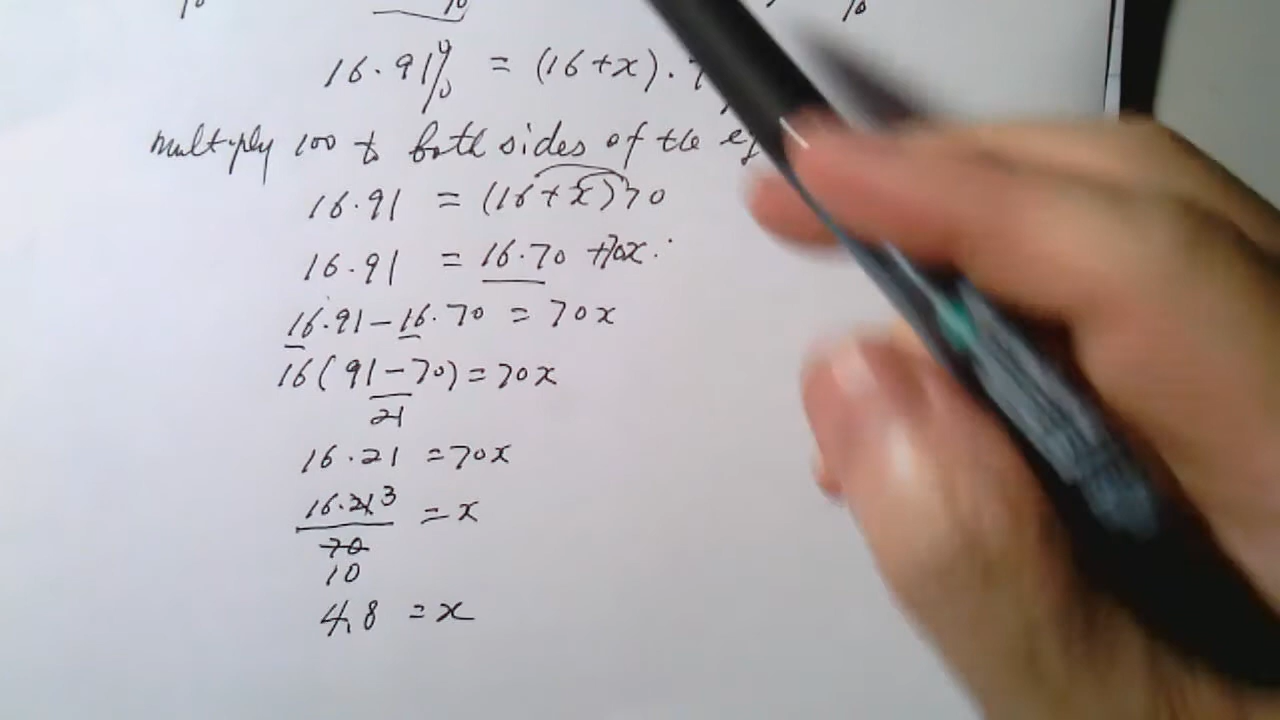 16.91% = (16+x).7
multiply 100 to both sides of the
16.91 = (16+x)70
16.91 = 16.70 +70x
16.91-16.70 = 70x
16(91-70)=70x
21
16.21 =70x
16.21 3
70
10
=x
4.8 =x